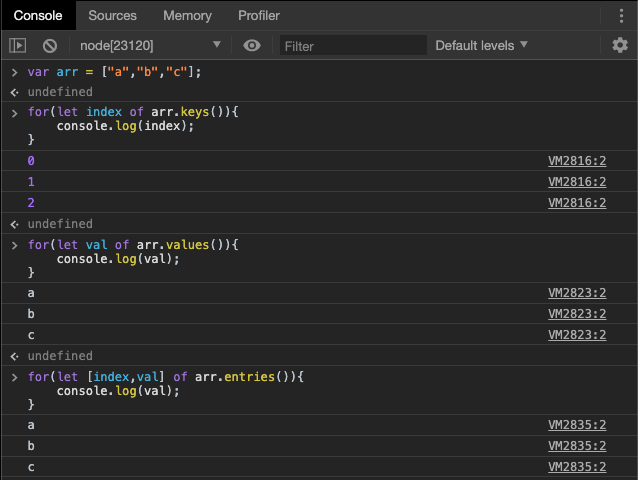 Console Sources Memory Profiler
node[23120] Filter Default levels
var arr = ["a","b","c"];
undefined
for(let index of arr.keys()){
console.log(index);
}
0 VM2816:2
1 VM2816:2
2 VM2816:2
undefined
for(let val of arr.values()){
console.log(val);
}
a VM2823:2
b VM2823:2
c VM2823:2
undefined
for(let [index,val] of arr.entries()){
console.log(val);
}
a VM2835:2
b VM2835:2
c VM2835:2